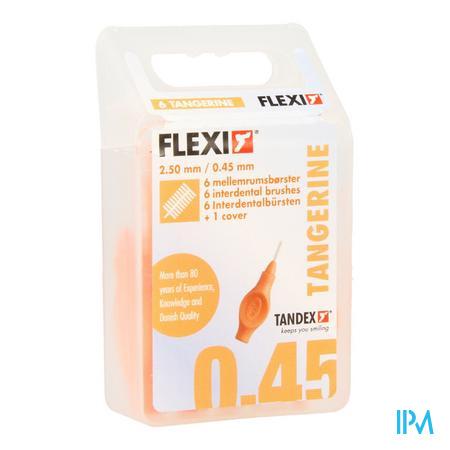 6 TANGERINE
FLEXI
FLEXI®
2.50 mm / 0.45 mm
6 mellemrumsbørster
6 interdental brushes
6 Interdentalbürsten
+ 1 cover
TANGERINE
More than 80
years of Experience,
Knowledge and
Danish Quality
TANDEX®
keeps you smiling
0.45
IPM